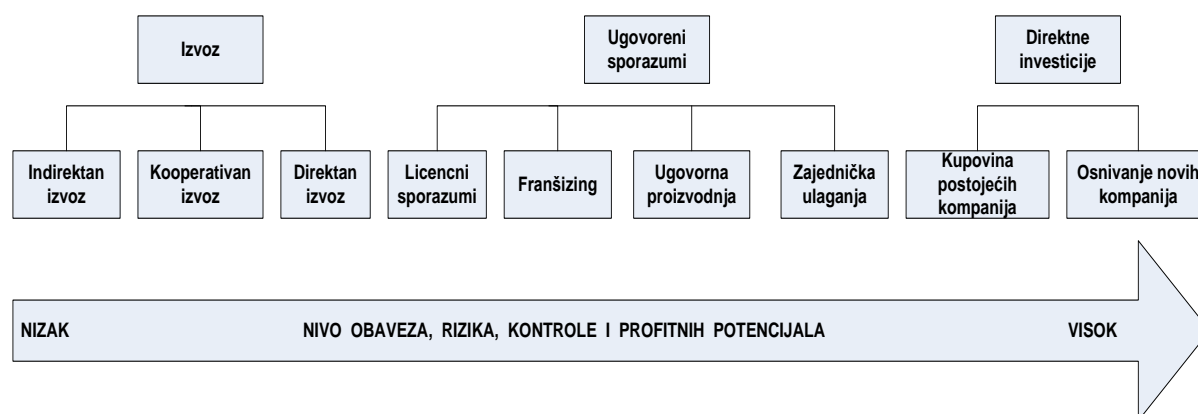 Izvoz
Ugovoreni
sporazumi
Direktne
investicije
Indirektan
izvoz
Kooperativan
izvoz
Direktan
izvoz
Licencni
sporazumi
Franšizing
Ugovorna
proizvodnja
Zajednička
ulaganja
Kupovina
postojećih
kompanija
Osnivanje novih
kompanija
NIZAK
NIVO OBAVEZA, RIZIKA, KONTROLE I PROFITNIH POTENCIJALA
VISOK